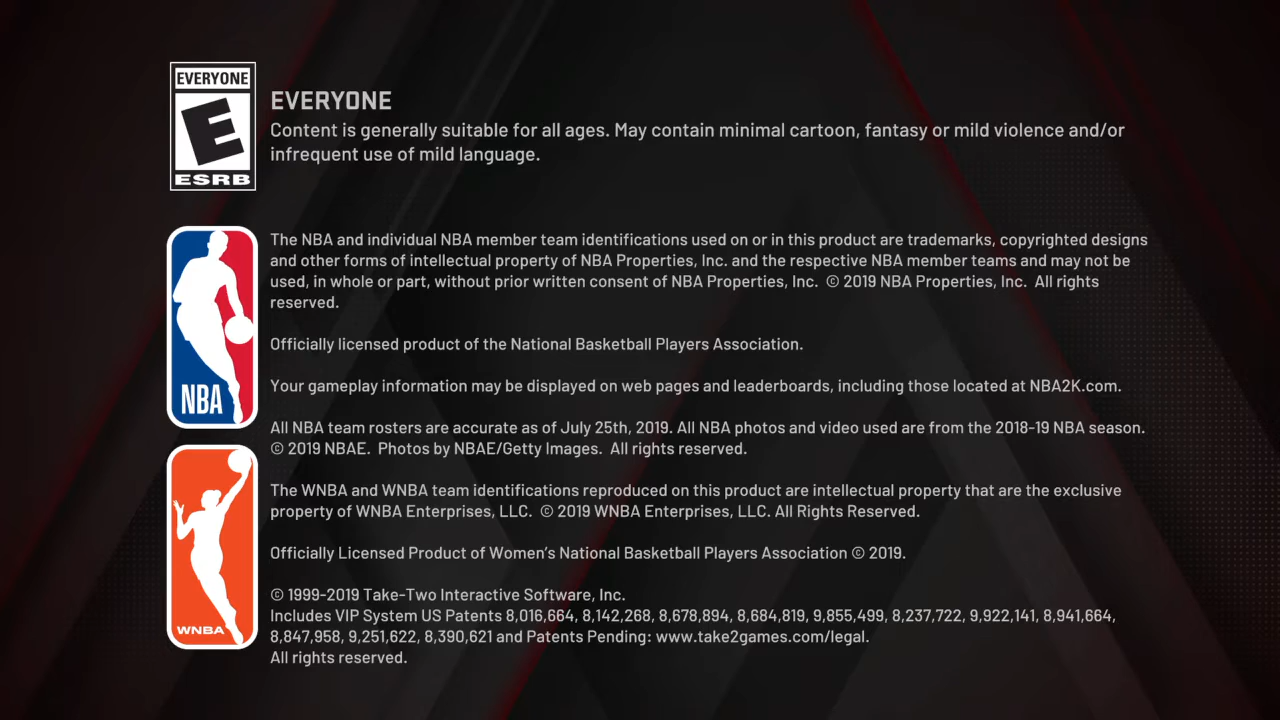 EVERYONE
E
ESRB
EVERYONE
Content is generally suitable for all ages. May contain minimal cartoon, fantasy or mild violence and/or
infrequent use of mild language.
NBA
The NBA and individual NBA member team identifications used on or in this product are trademarks, copyrighted designs
and other forms of intellectual property of NBA Properties, Inc. and the respective NBA member teams and may not be
used, in whole or part, without prior written consent of NBA Properties, Inc. © 2019 NBA Properties, Inc. All rights
reserved.
Officially licensed product of the National Basketball Players Association.
Your gameplay information may be displayed on web pages and leaderboards, including those located at NBA2K.com.
All NBA team rosters are accurate as of July 25th, 2019. All NBA photos and video used are from the 2018-19 NBA season.
© 2019 NBAE. Photos by NBAE/Getty Images. All rights reserved.
WNBA
The WNBA and WNBA team identifications reproduced on this product are intellectual property that are the exclusive
property of WNBA Enterprises, LLC. © 2019 WNBA Enterprises, LLC. All Rights Reserved.
Officially Licensed Product of Women's National Basketball Players Association © 2019.
© 1999-2019 Take-Two Interactive Software, Inc.
Includes VIP System US Patents 8,016,664, 8,142,268, 8,678,894, 8,684,819, 9,855,499, 8,237,722, 9,922,141, 8,941,664,
8,847,958, 9,251,622, 8,390,621 and Patents Pending: www.take2games.com/legal.
All rights reserved.